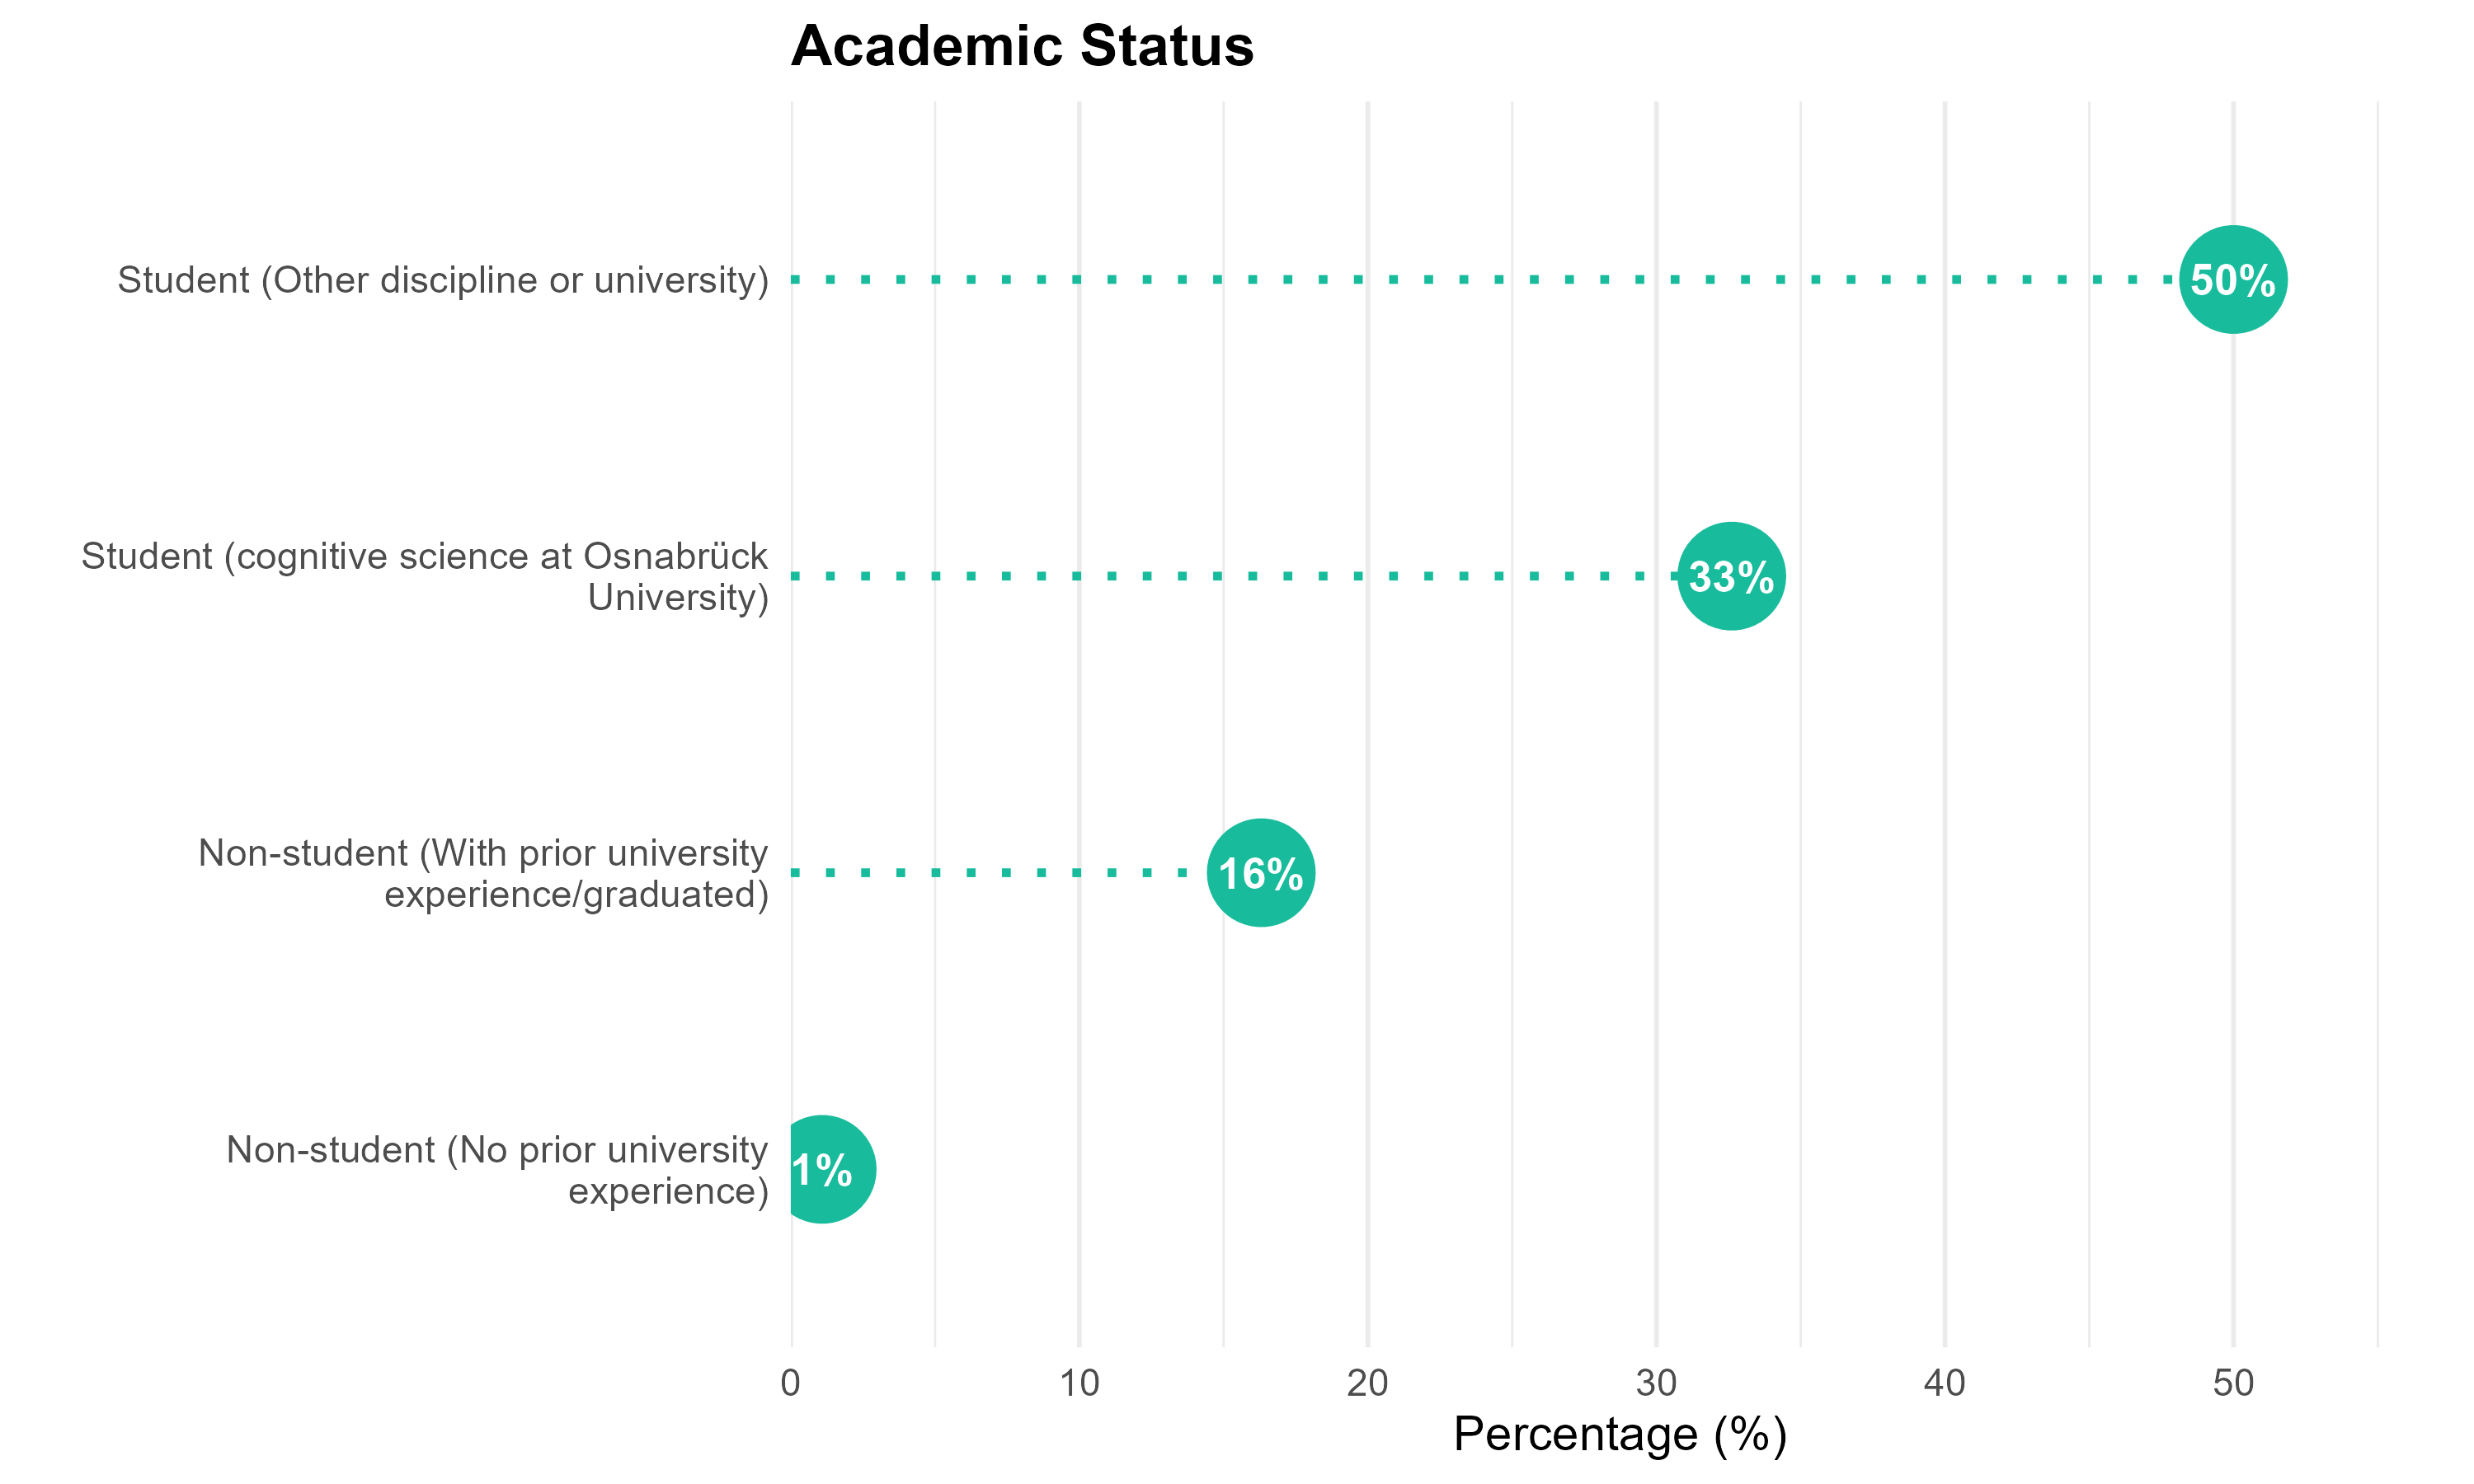 Academic Status
Student (Other discipline or university)
50%
Student (cognitive science at Osnabrück
University)
33%
Non-student (With prior university
experience/graduated)
16%
Non-student (No prior university
experience)
1%
0 10 20 30 40 50
Percentage (%)